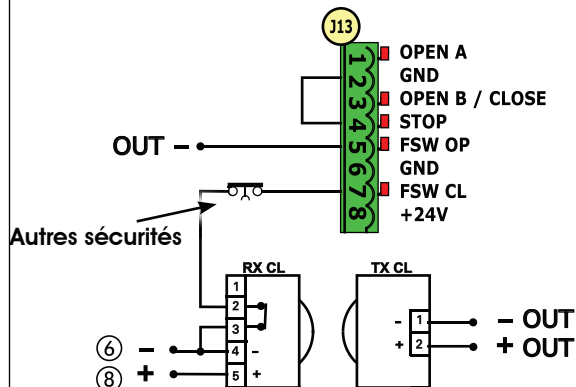 J13
1 OPEN A
2 GND
3 OPEN B / CLOSE
4 STOP
OUT - 5 FSW OP
6 GND
7 FSW CL
8 +24V
Autres sécurités
RX CL
1
2
3
6 - 4 -
8 + 5 +
TX CL
- 1 - OUT
+ 2 + OUT